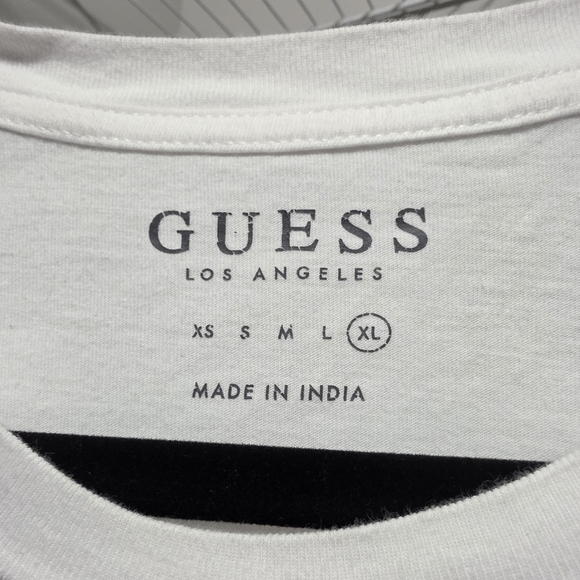 GUESS
LOS ANGELES
XS S M L XL
MADE IN INDIA